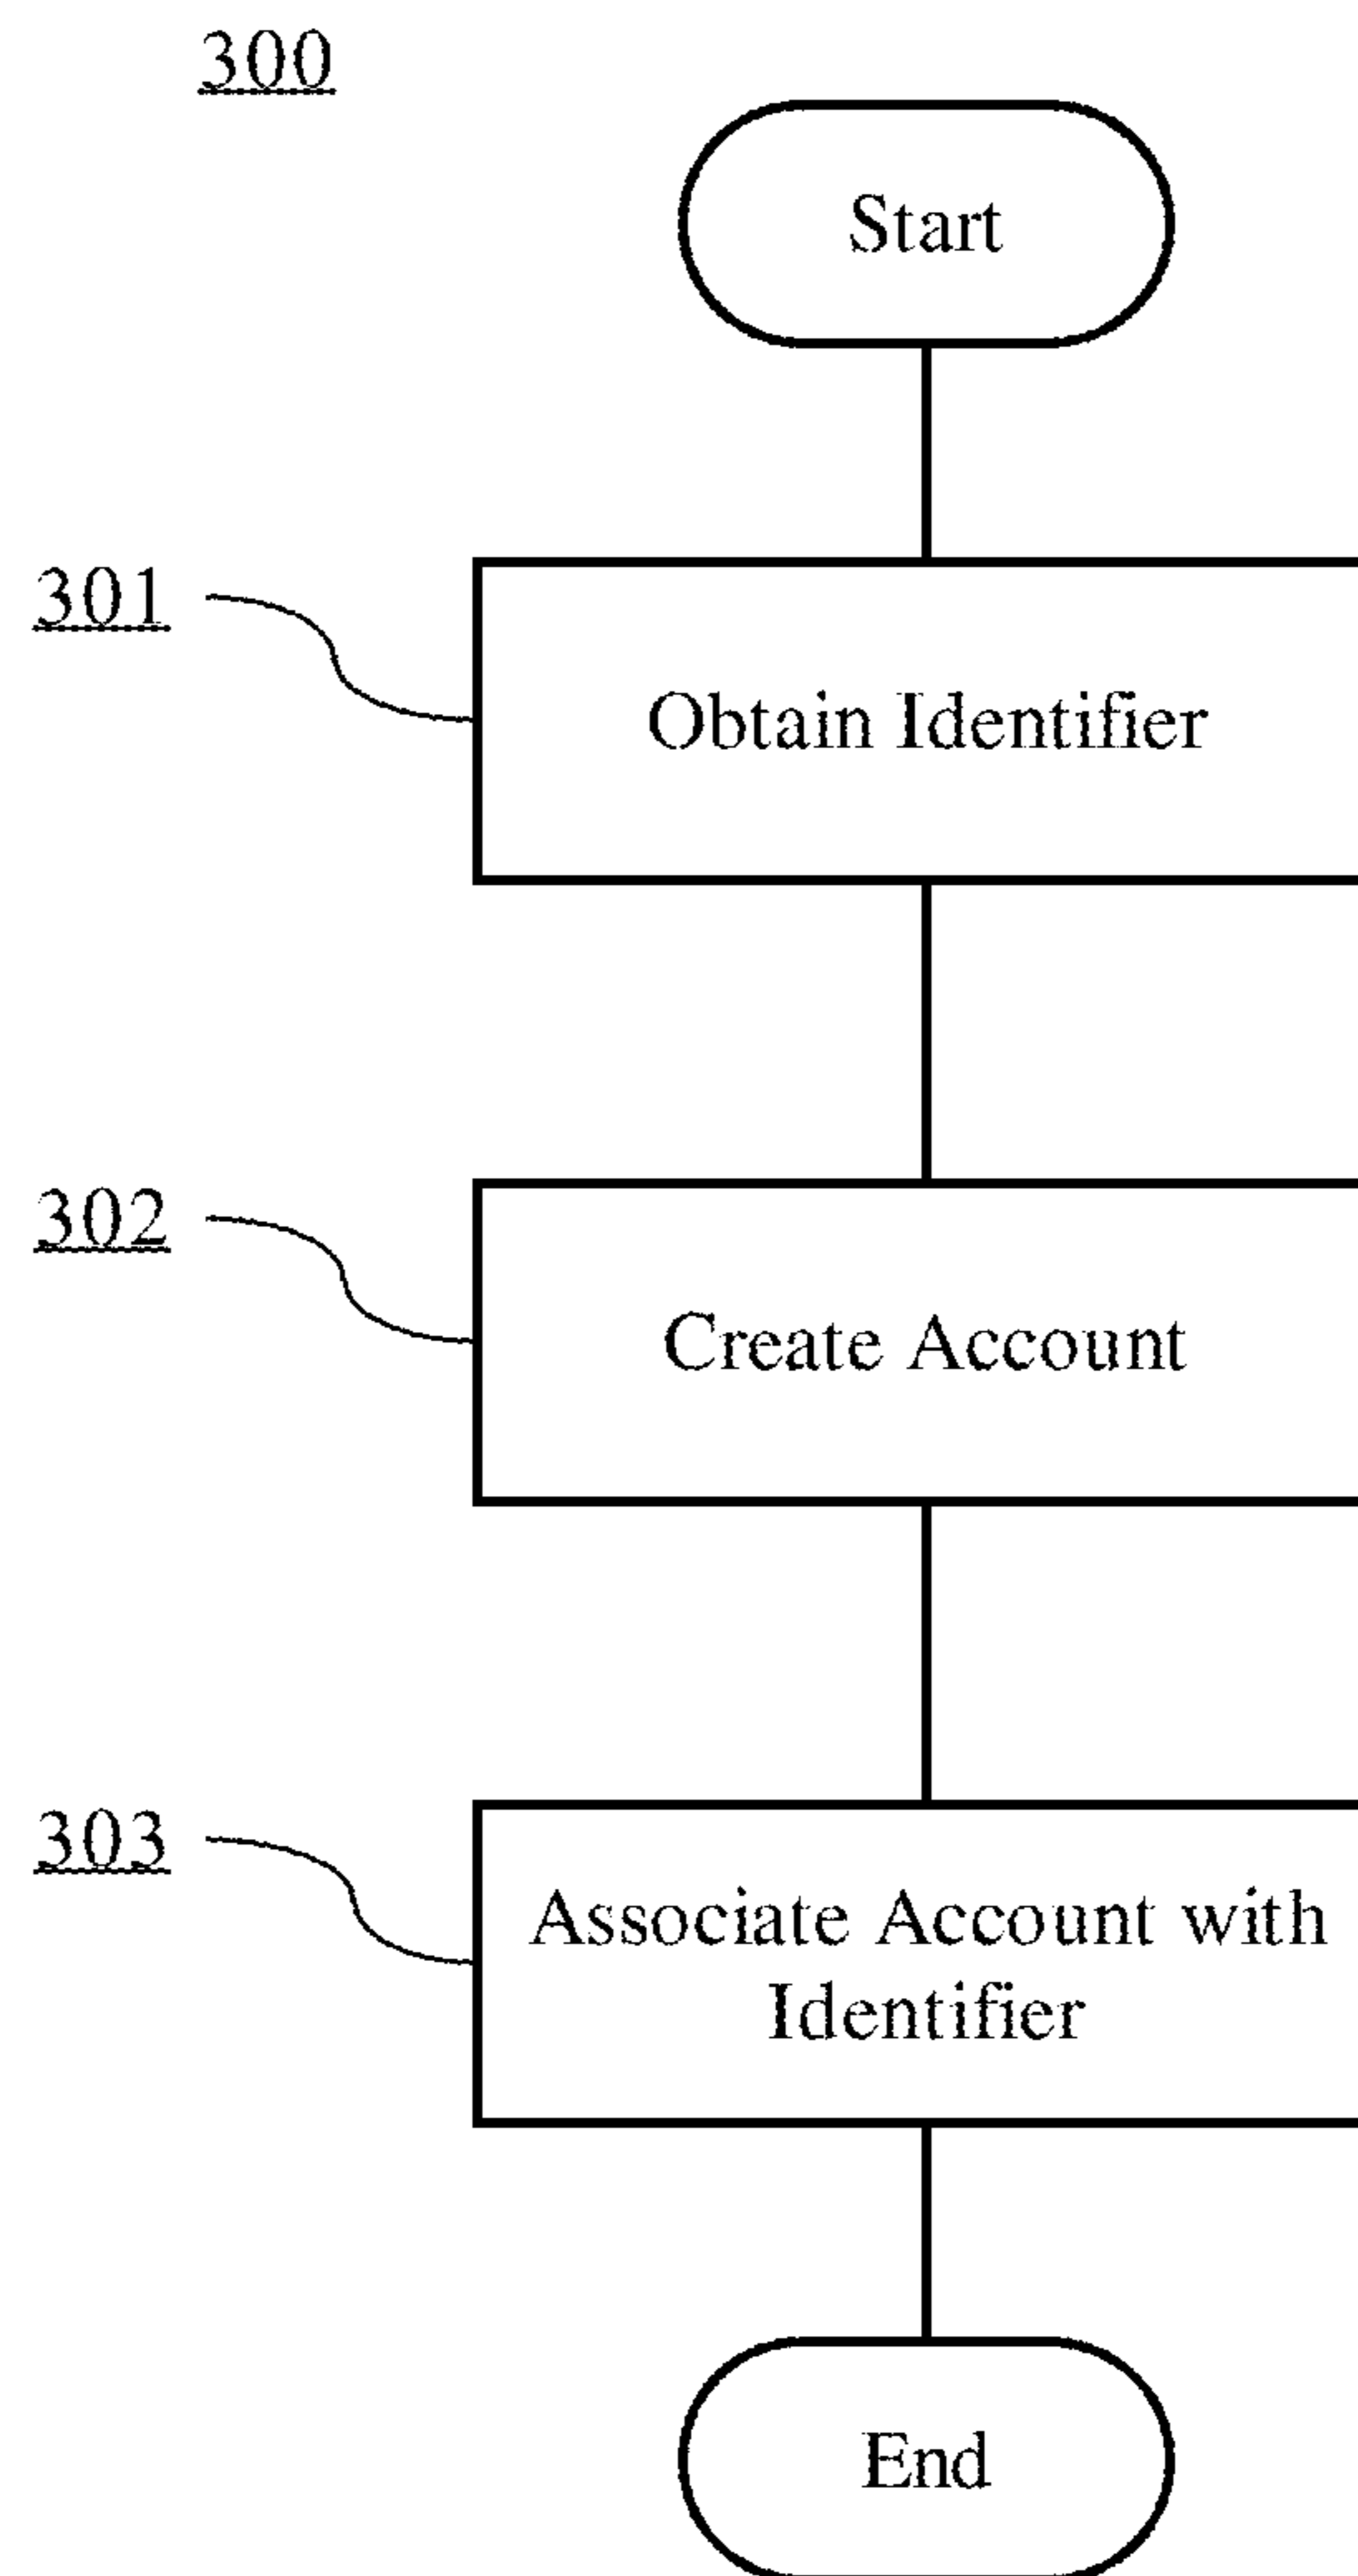 300
Start
301
Obtain Identifier
302
Create Account
303
Associate Account with
Identifier
End